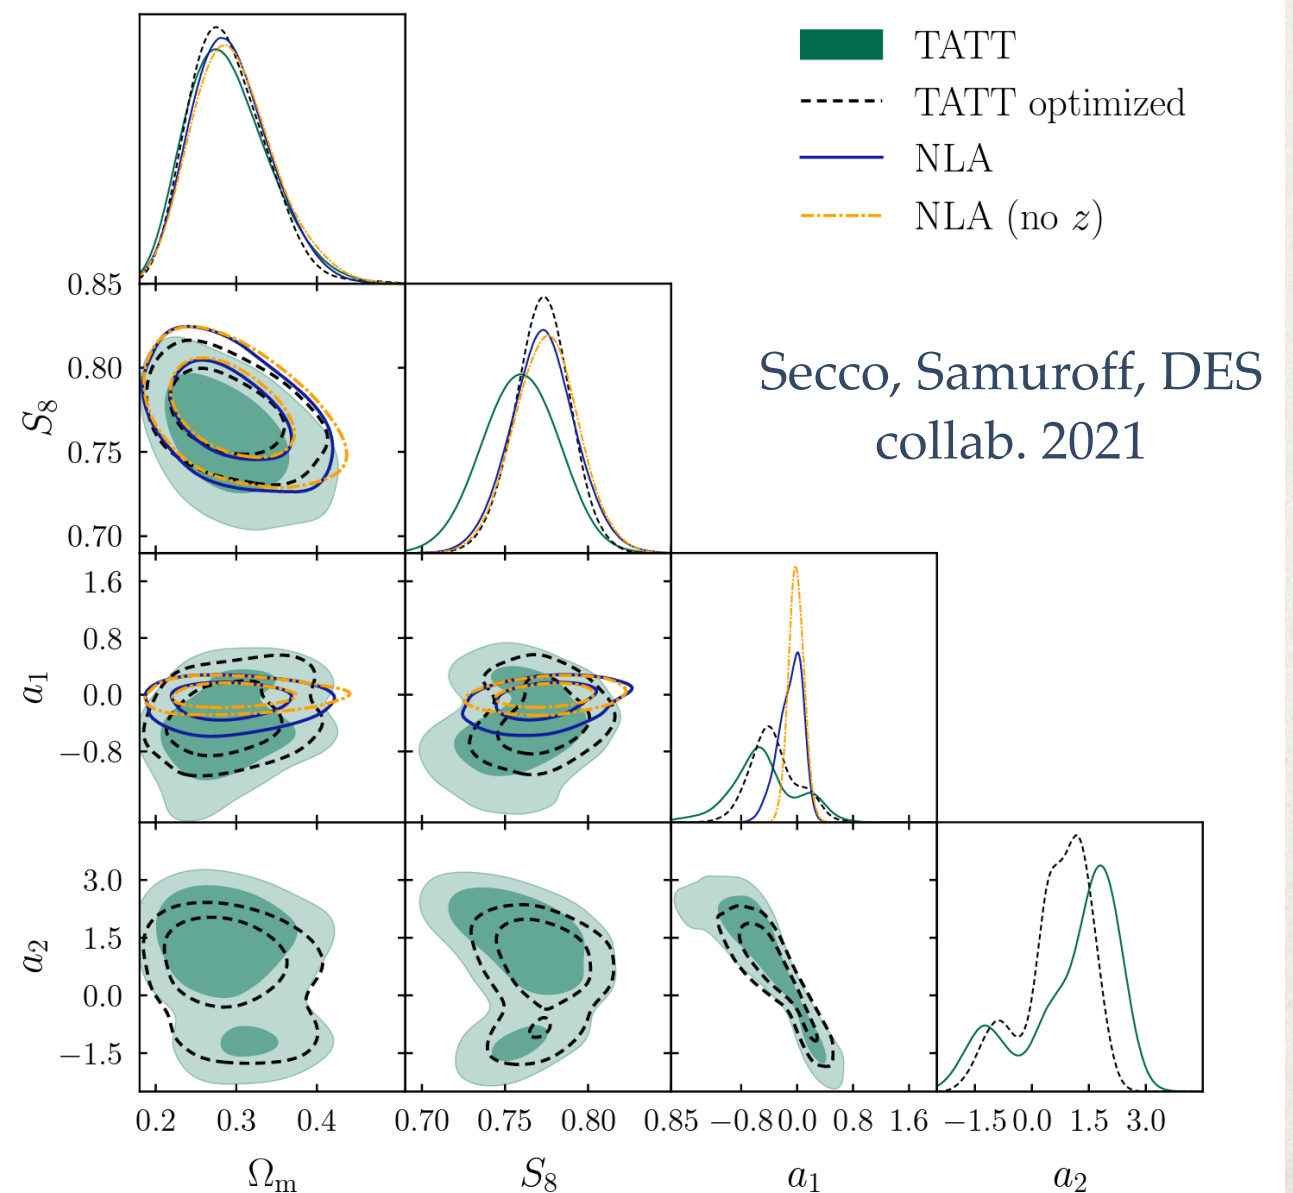 TATT
TATT optimized
NLA
NLA (no z)
Secco, Samuroff, DES
collab. 2021
0.85
0.80
0.75
0.70
S₈
1.6
0.8
0.0
−0.8
a₁
3.0
1.5
0.0
−1.5
a₂
0.2 0.3 0.4 0.70 0.75 0.80 0.85 −0.8 0.0 0.8 1.6 −1.5 0.0 1.5 3.0
Ωₘ S₈ a₁ a₂